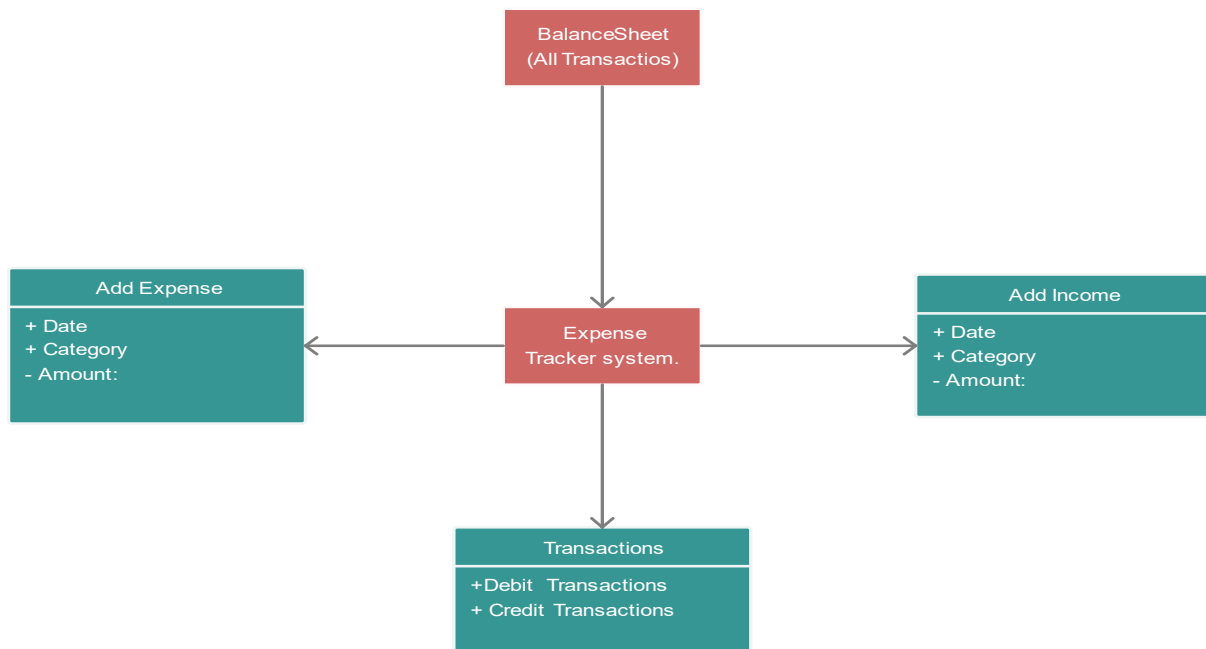 BalanceSheet
(All Transactios)
Add Expense
+ Date
+ Category
- Amount:
Expense
Tracker system.
Add Income
+ Date
+ Category
- Amount:
Transactions
+Debit Transactions
+ Credit Transactions